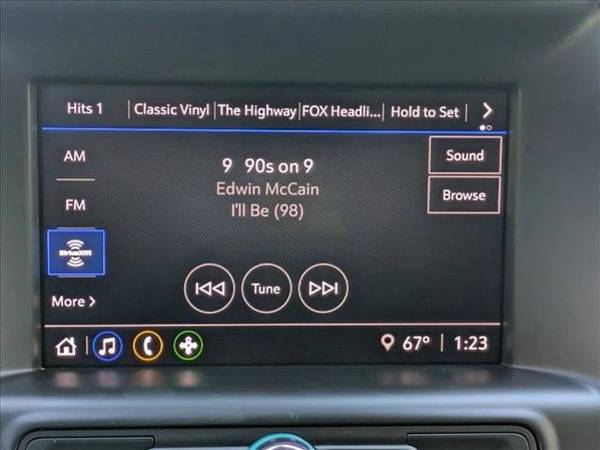 Hits 1
Classic Vinyl
The Highway
FOX Headli...
Hold to Set
AM
FM
SiriusXM
More
9 90s on 9
Edwin McCain
I'll Be (98)
Tune
Sound
Browse
67°
1:23